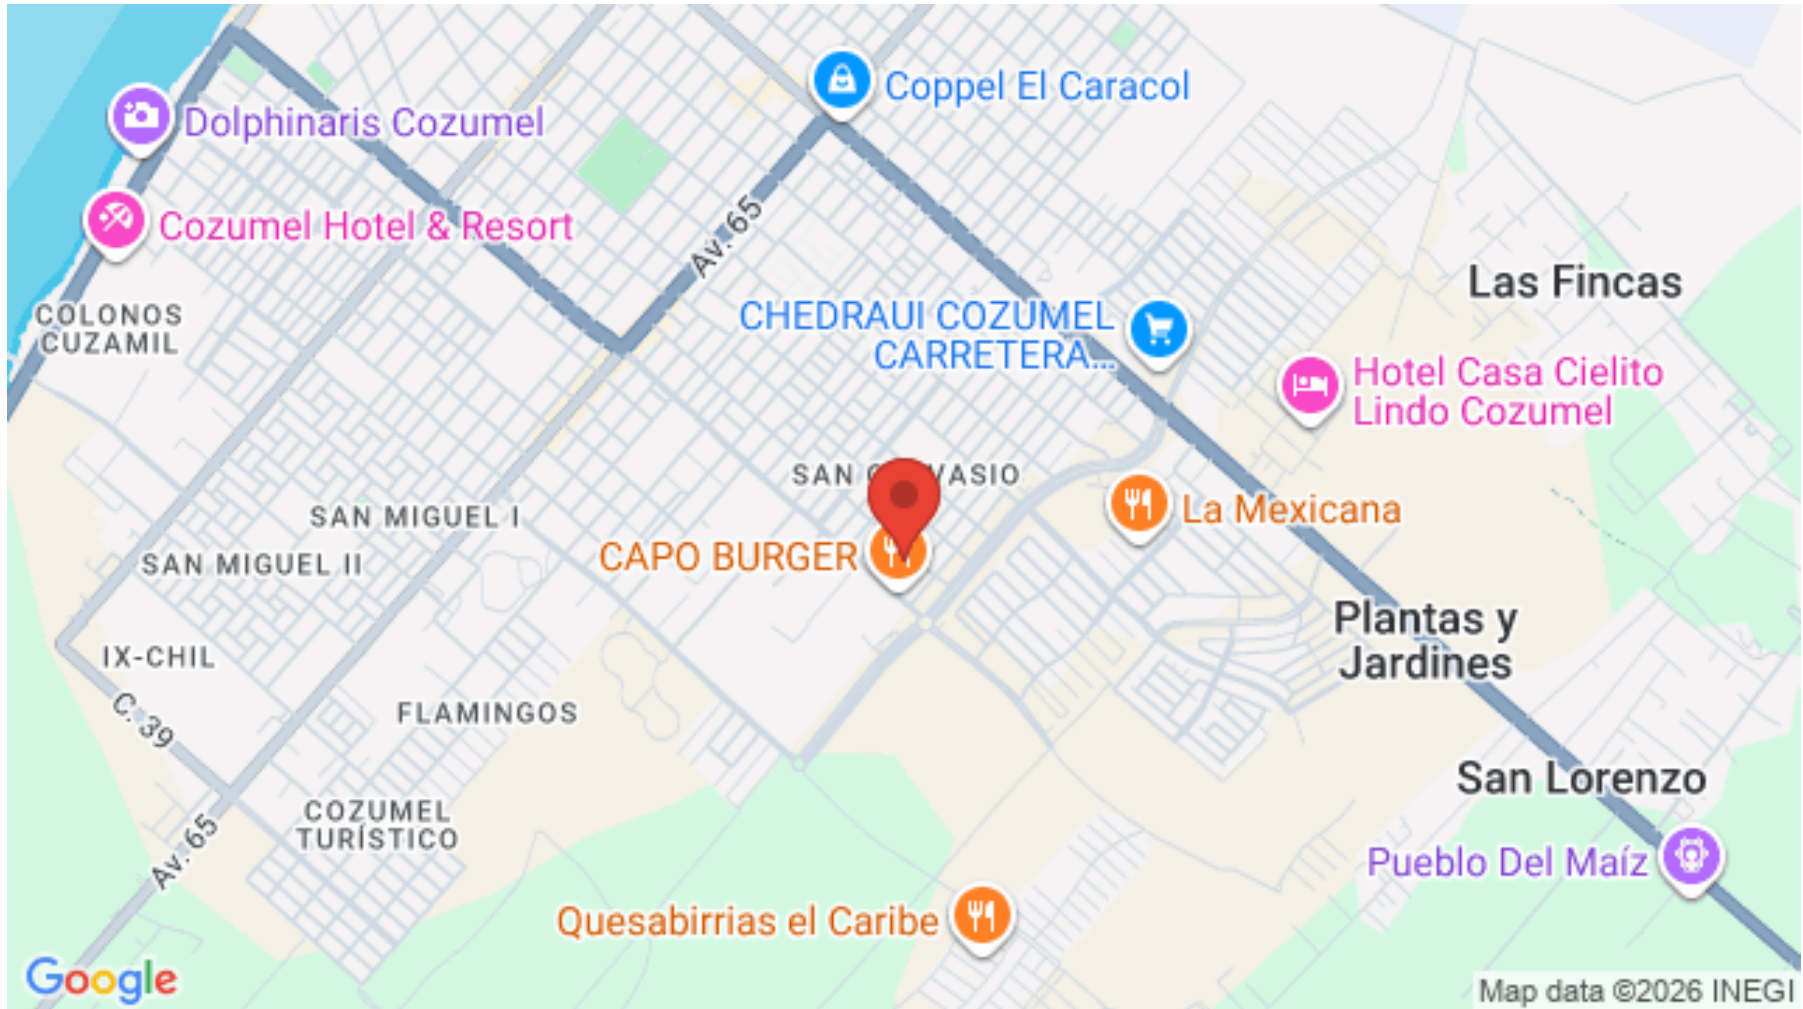 Coppel El Caracol
Dolphinaris Cozumel
Cozumel Hotel & Resort
Av. 65
COLONOS
CUZAMIL
CHEDRAUI COZUMEL
CARRETERA...
Las Fincas
Hotel Casa Cielito
Lindo Cozumel
SAN
VASIO
La Mexicana
SAN MIGUEL I
SAN MIGUEL II
CAPO BURGER
Plantas y
Jardines
IX-CHIL
C. 39
FLAMINGOS
San Lorenzo
COZUMEL
TURÍSTICO
Av. 65
Pueblo Del Maíz
Quesabirrias el Caribe
Google
Map data ©2026 INEGI